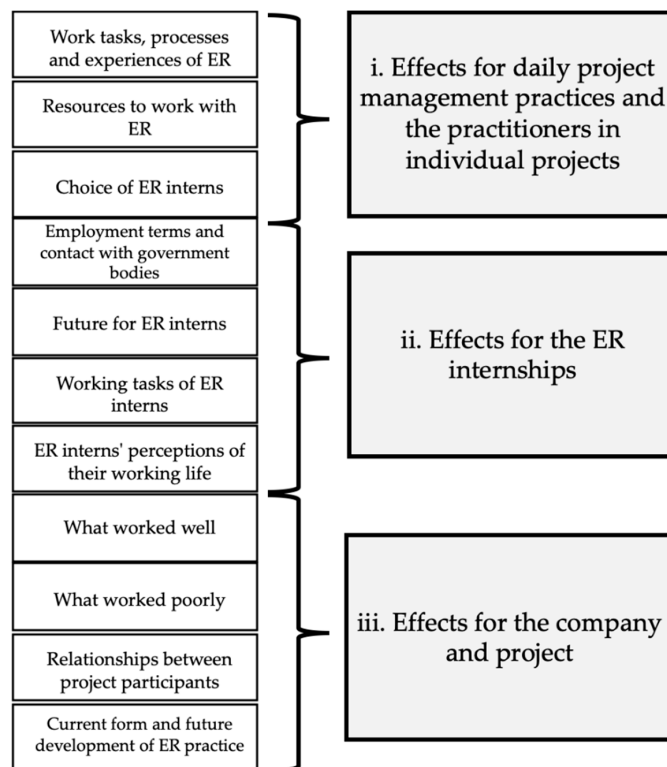 Work tasks, processes
and experiences of ER
Resources to work with
ER
Choice of ER interns
Employment terms and
contact with government
bodies
Future for ER interns
Working tasks of ER
interns
ER interns' perceptions of
their working life
What worked well
What worked poorly
Relationships between
project participants
Current form and future
development of ER practice
i. Effects for daily project
management practices and
the practitioners in
individual projects
ii. Effects for the ER
internships
iii. Effects for the company
and project